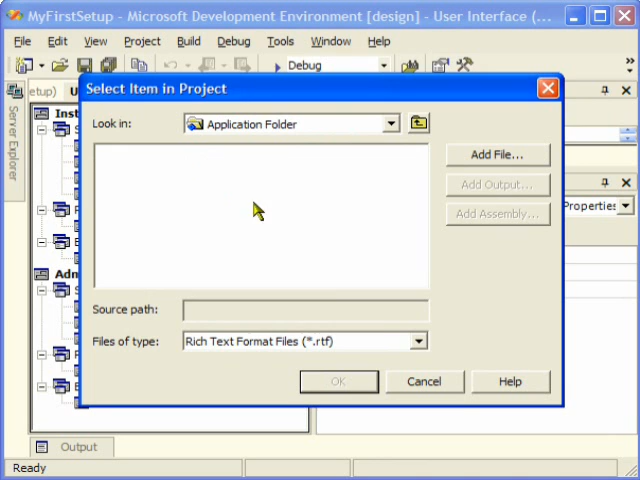 MyFirstSetup - Microsoft Development Environment [design] - User Interface (...
File Edit View Project Build Debug Tools Window Help
Debug
etup)
Select Item in Project
Server Explorer
Inst
Look in: Application Folder
Add File...
Add Output...
Add Assembly...
Properties
Adm
Source path:
Files of type: Rich Text Format Files (*.rtf)
OK Cancel Help
Output
Ready